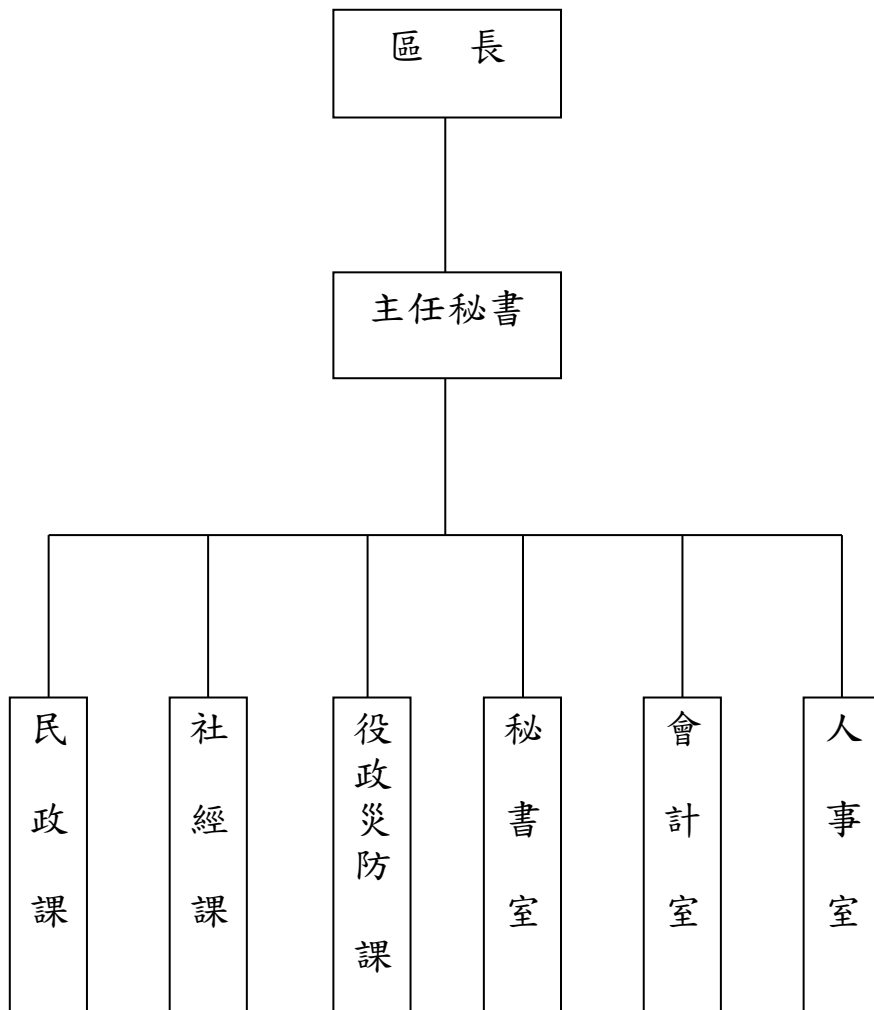 區 長
主任秘書
民政課
社經課
役政災防課
秘書室
會計室
人事室